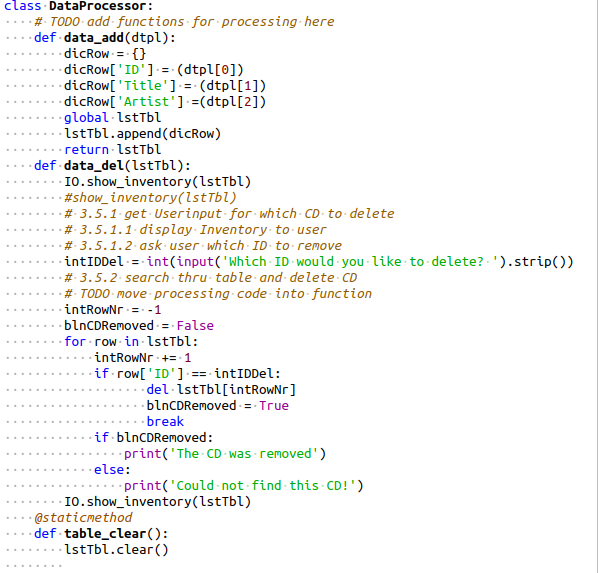 class DataProcessor:
    # TODO add functions for processing here
    def data_add(dtpl):
        dicRow = {}
        dicRow['ID'] = (dtpl[0])
        dicRow['Title'] = (dtpl[1])
        dicRow['Artist'] =(dtpl[2])
        global lstTbl
        lstTbl.append(dicRow)
        return lstTbl
    def data_del(lstTbl):
        IO.show_inventory(lstTbl)
        #show_inventory(lstTbl)
        # 3.5.1 get Userinput for which CD to delete
        # 3.5.1.1 display Inventory to user
        # 3.5.1.2 ask user which ID to remove
        intIDDel = int(input('Which ID would you like to delete? ').strip())
        # 3.5.2 search thru table and delete CD
        # TODO move processing code into function
        intRowNr = -1
        blnCDRemoved = False
        for row in lstTbl:
            intRowNr += 1
            if row['ID'] == intIDDel:
                   del lstTbl[intRowNr]
                   blnCDRemoved = True
                   break
            if blnCDRemoved:
                print('The CD was removed')
            else:
                print('Could not find this CD!')
        IO.show_inventory(lstTbl)
    @staticmethod
    def table_clear():
        lstTbl.clear()